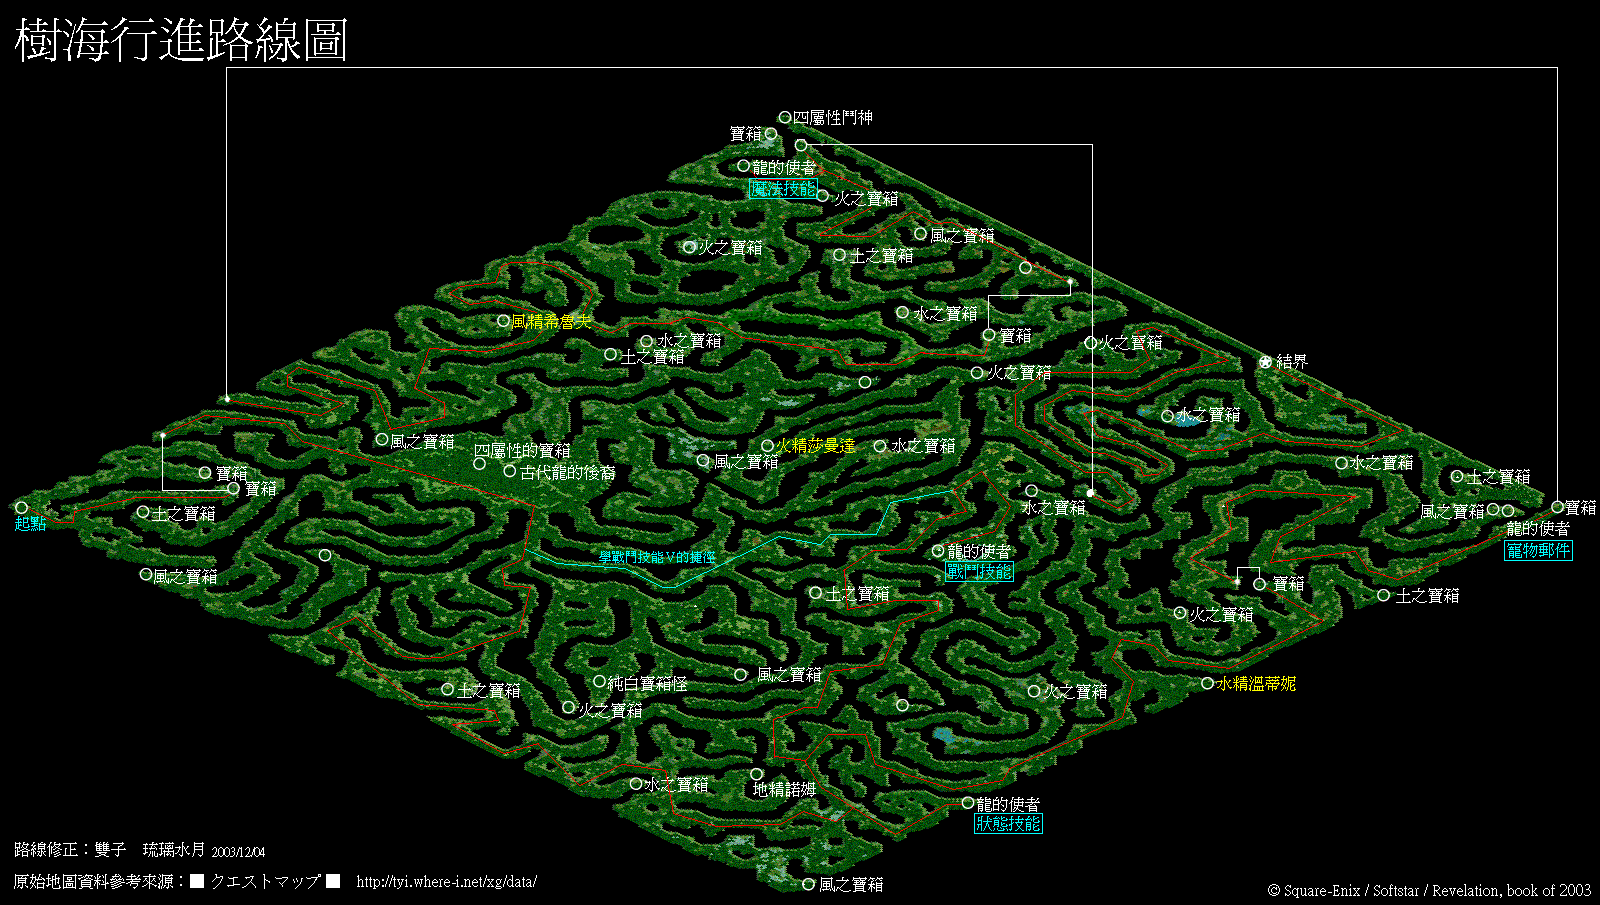 樹海行進路線圖
四屬性鬥神
寶箱
龍的使者
魔法技能
火之寶箱
風之寶箱
火之寶箱
土之寶箱
水之寶箱
風精希魯夫
寶箱
水之寶箱
土之寶箱
火之寶箱
結界
火之寶箱
水之寶箱
風之寶箱
四屬性的寶箱
火精莎曼達
水之寶箱
風之寶箱
古代龍的後裔
水之寶箱
土之寶箱
寶箱
寶箱
起點
土之寶箱
水之寶箱
風之寶箱
寶箱
龍的使者
寵物郵件
學戰鬥技能V的捷徑
龍的使者
戰鬥技能
風之寶箱
寶箱
土之寶箱
土之寶箱
火之寶箱
風之寶箱
純白寶箱怪
水精溫蒂妮
土之寶箱
火之寶箱
火之寶箱
水之寶箱
地精諾姆
龍的使者
狀態技能
路線修正：雙子　琉璃水月 2003/12/04
原始地圖資料參考來源：■ クエストマップ ■　http://tyi.where-i.net/xg/data/
風之寶箱
© Square-Enix / Softstar / Revelation, book of 2003